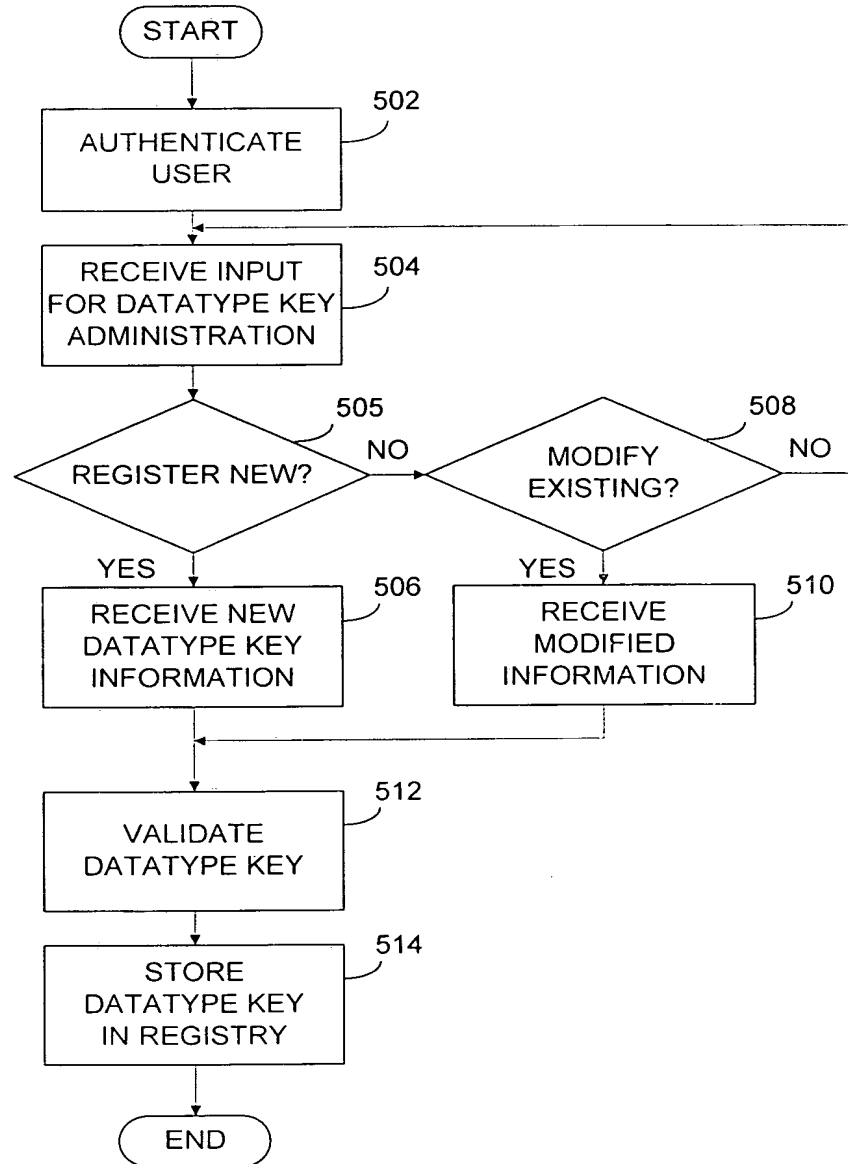 START
502
AUTHENTICATE
USER
RECEIVE INPUT
FOR DATATYPE KEY
ADMINISTRATION
504
505
REGISTER NEW?
NO
508
MODIFY
EXISTING?
NO
YES
RECEIVE NEW
DATATYPE KEY
INFORMATION
506
YES
RECEIVE
MODIFIED
INFORMATION
510
512
VALIDATE
DATATYPE KEY
514
STORE
DATATYPE KEY
IN REGISTRY
END